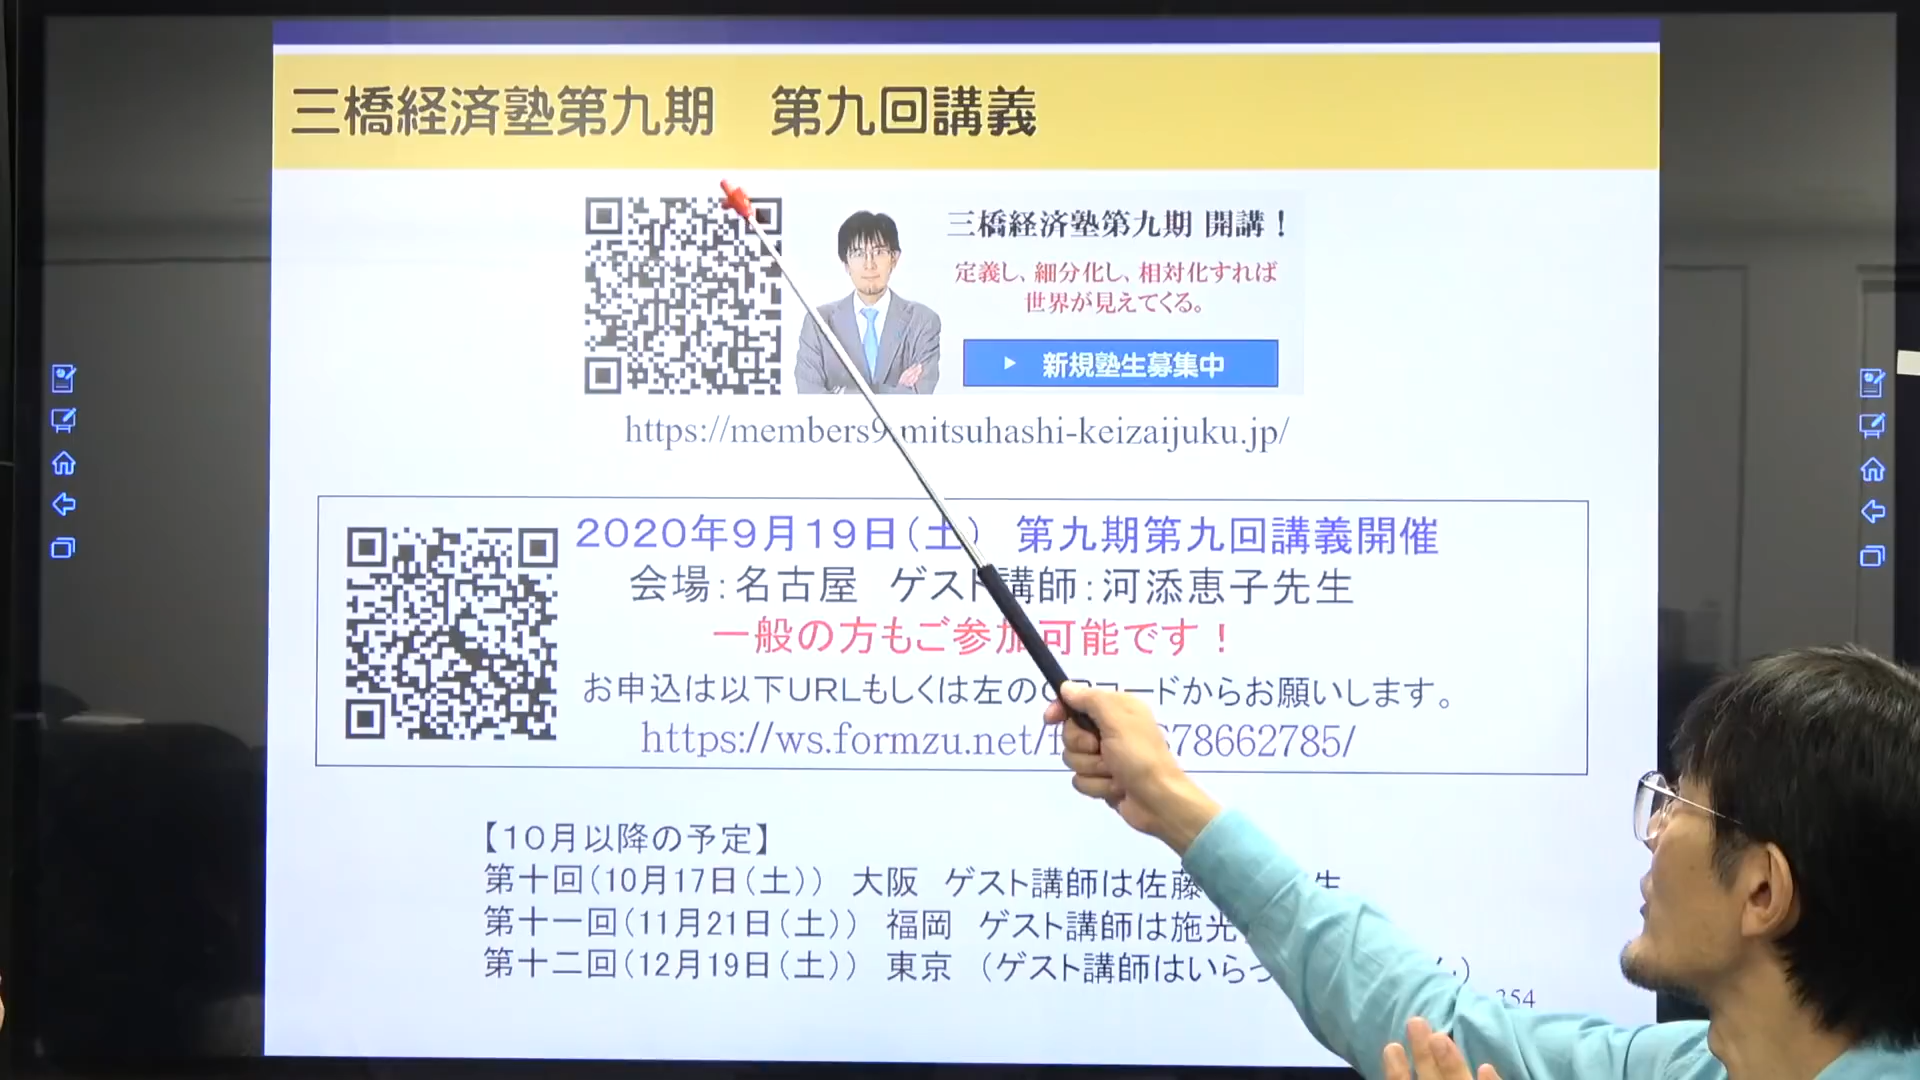 三橋経済塾第九期　第九回講義
三橋経済塾第九期 開講！
定義し、細分化し、相対化すれば
世界が見えてくる。
新規塾生募集中
https://members9.mitsuhashi-keizaijuku.jp/
2020年9月19日（土）　第九期第九回講義開催
会場：名古屋　ゲスト講師：河添恵子先生
一般の方もご参加可能です！
お申込は以下URLもしくは左のQRコードからお願いします。
https://ws.formzu.net/f 78662785/
【10月以降の予定】
第十回（10月17日（土））　大阪　ゲスト講師は佐藤 生
第十一回（11月21日（土））　福岡　ゲスト講師は施光
第十二回（12月19日（土））　東京　（ゲスト講師はいらっ ）
354